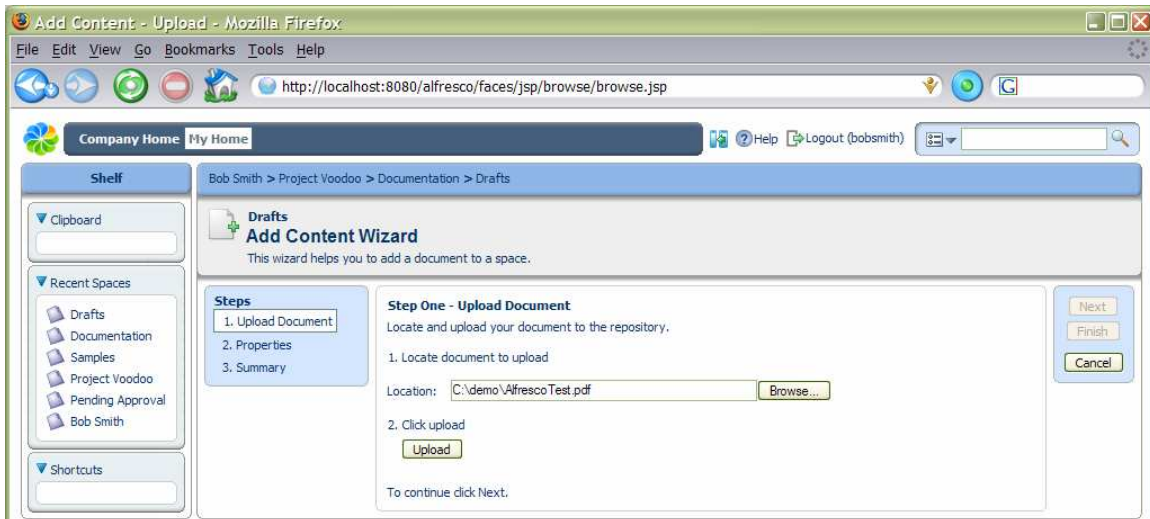 Add Content - Upload - Mozilla Firefox
File Edit View Go Bookmarks Tools Help
http://localhost:8080/alfresco/faces/jsp/browse/browse.jsp
G
Company Home My Home
Help Logout (bobsmith)
Shelf
Bob Smith > Project Voodoo > Documentation > Drafts
Clipboard
Drafts
Add Content Wizard
This wizard helps you to add a document to a space.
Recent Spaces
Drafts
Documentation
Samples
Project Voodoo
Pending Approval
Bob Smith
Shortcuts
Steps
1. Upload Document
2. Properties
3. Summary
Step One - Upload Document
Locate and upload your document to the repository.
1. Locate document to upload
Location: C:\demo\AlfrescoTest.pdf Browse...
2. Click upload
Upload
To continue click Next.
Next
Finish
Cancel